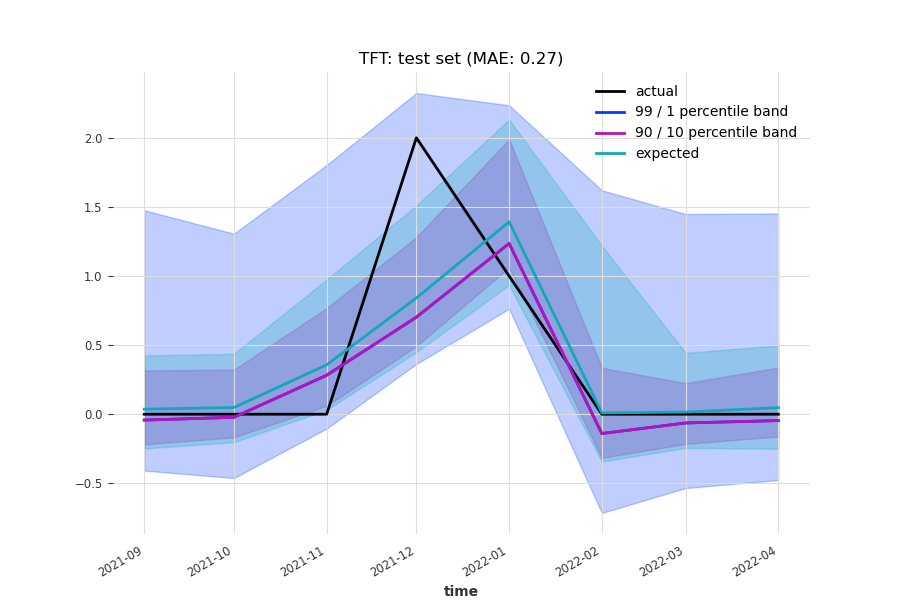 TFT: test set (MAE: 0.27)
actual
99 / 1 percentile band
90 / 10 percentile band
expected
2.0
1.5
1.0
0.5
0.0
−0.5
2021-09
2021-10
2021-11
2021-12
2022-01
2022-02
2022-03
2022-04
time